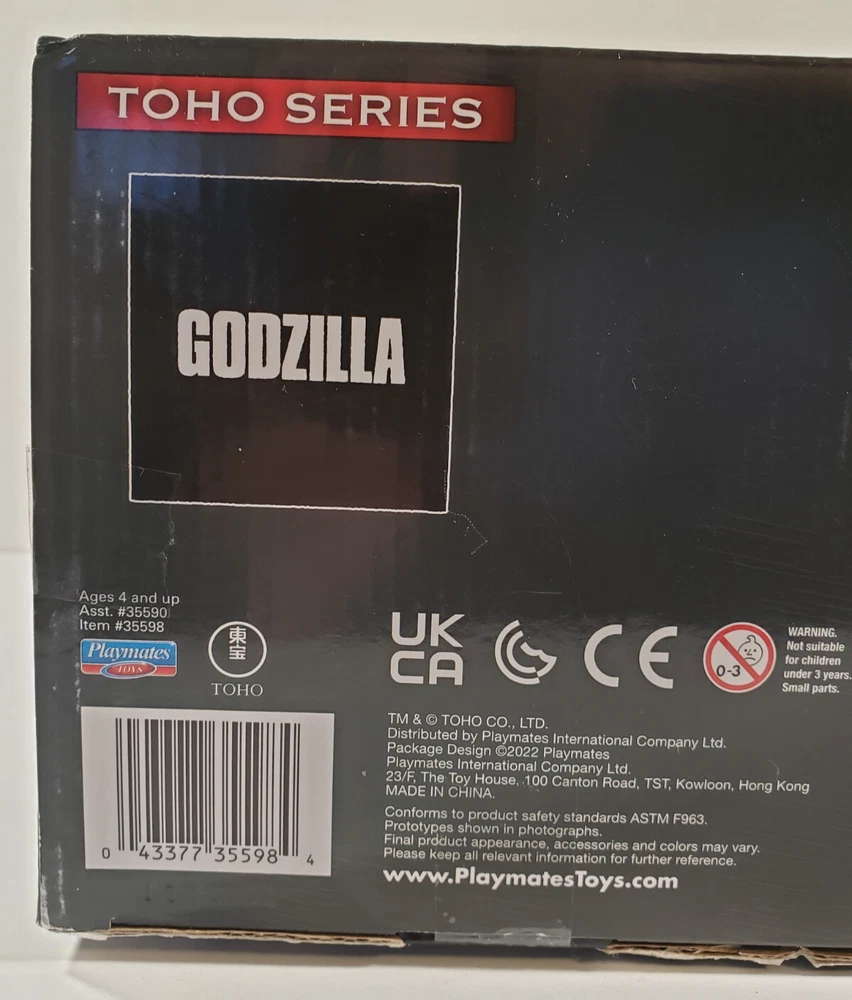 TOHO SERIES
GODZILLA
Ages 4 and up
Asst. #35590
Item #35598
Playmates
TOYS
東
宝
TOHO
UK
CA
CE
0-3
WARNING.
Not suitable
for children
under 3 years.
Small parts.
0 43377 35598 4
TM & © TOHO CO., LTD.
Distributed by Playmates International Company Ltd.
Package Design ©2022 Playmates
Playmates International Company Ltd.
23/F, The Toy House, 100 Canton Road, TST, Kowloon, Hong Kong
MADE IN CHINA.
Conforms to product safety standards ASTM F963.
Prototypes shown in photographs.
Final product appearance, accessories and colors may vary.
Please keep all relevant information for further reference.
www.PlaymatesToys.com